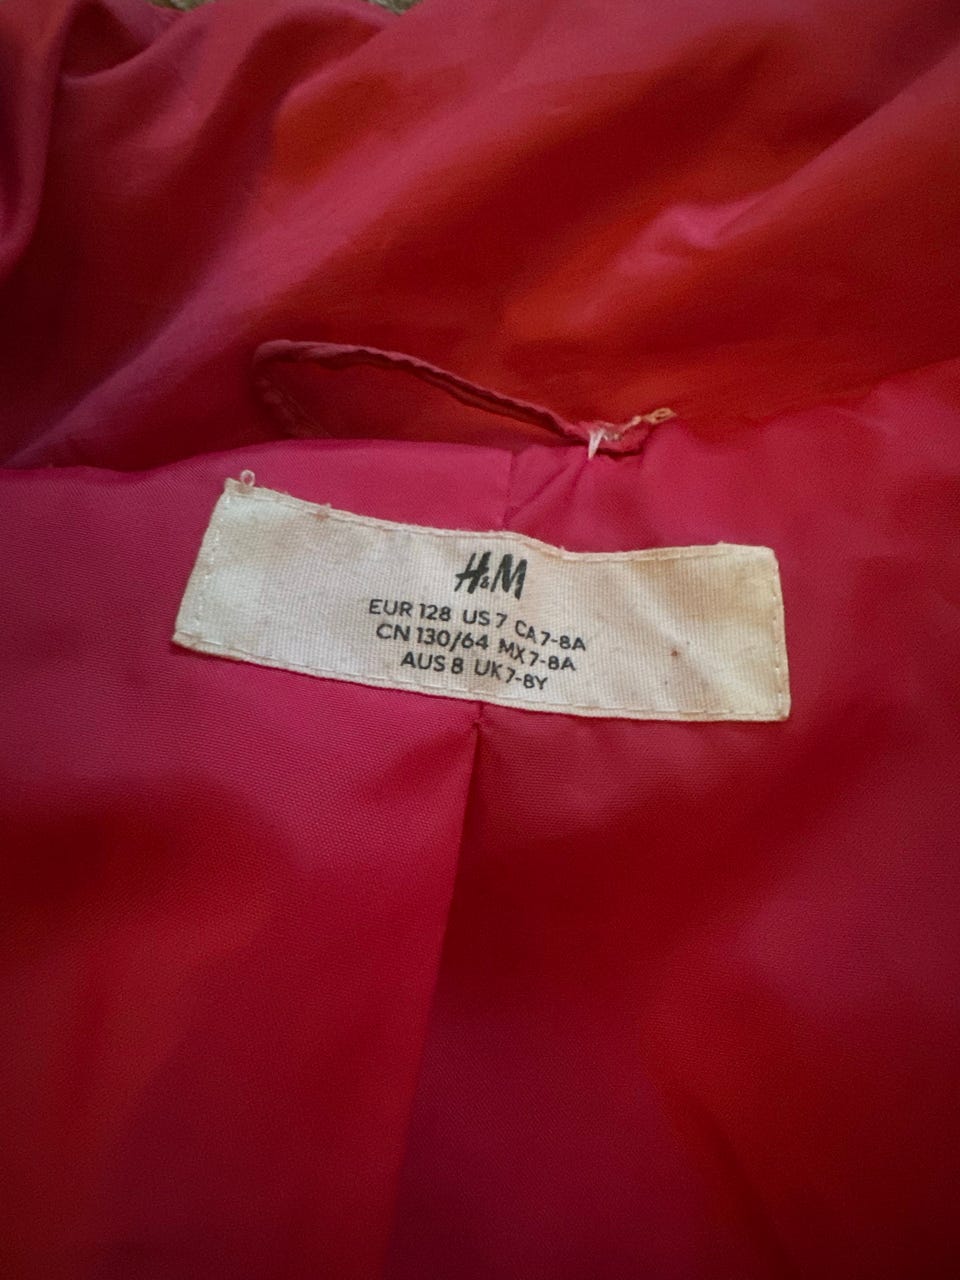 H&M
EUR 128 US 7 CA 7-8A
CN 130/64 MX 7-8A
AUS 8 UK 7-8Y